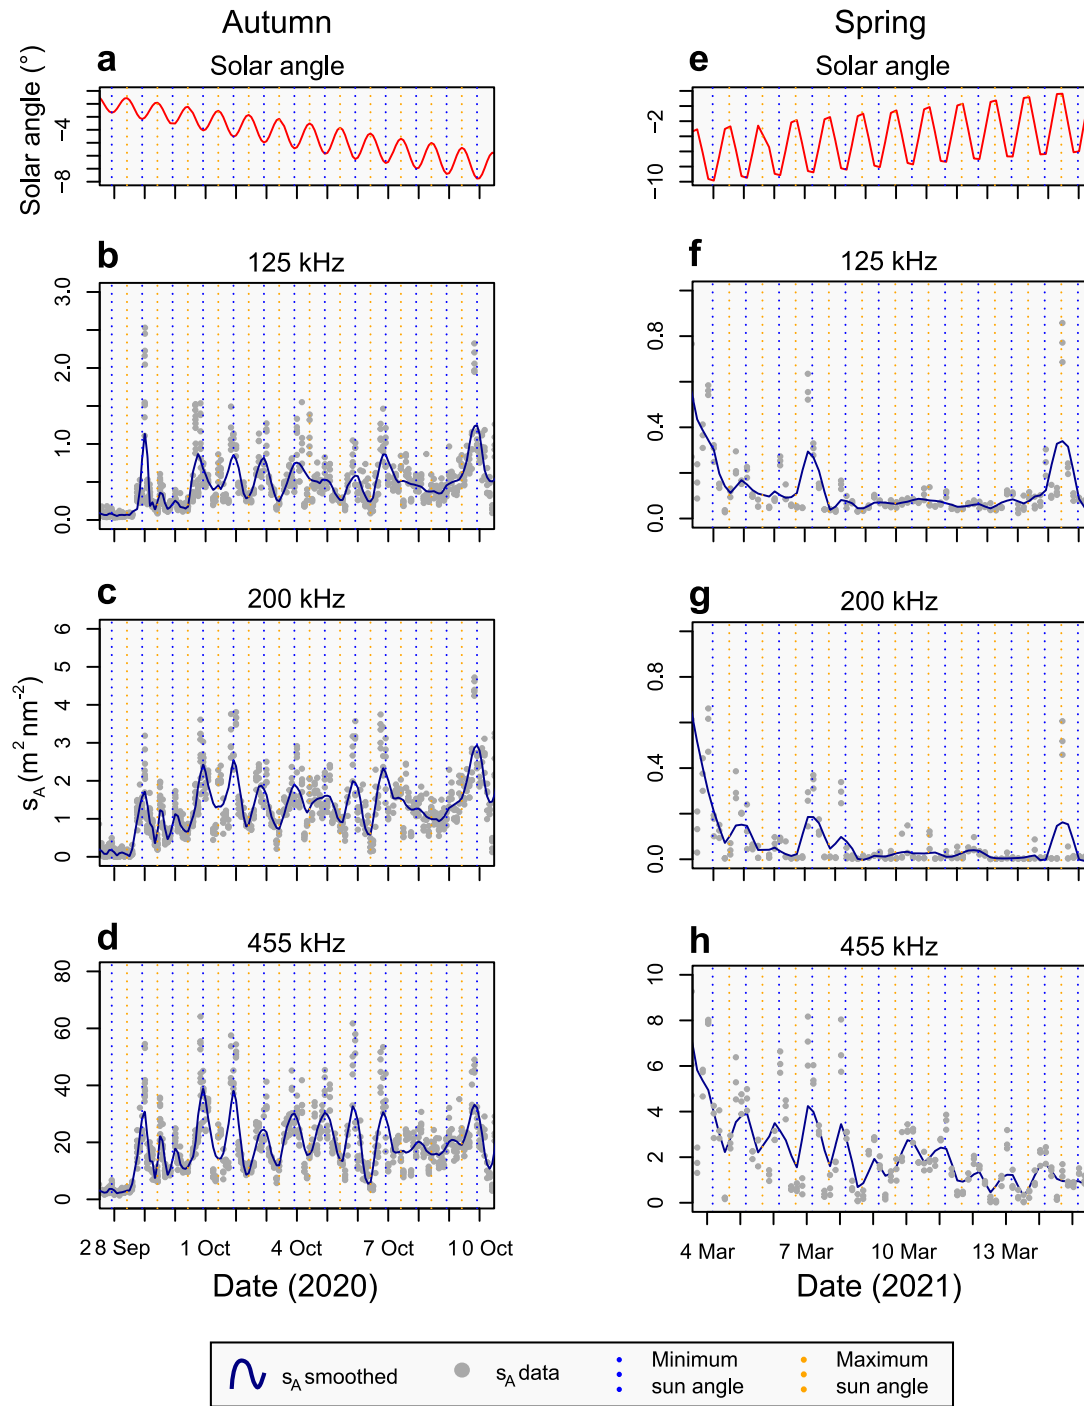 Autumn
Spring
a
Solar angle
e
Solar angle
Solar angle (°)
−4
−8
−2
−10
b
125 kHz
f
125 kHz
3.0
2.0
1.0
0.0
0.8
0.4
0.0
c
200 kHz
g
200 kHz
6
5
4
3
2
1
0
0.8
0.4
0.0
s_A (m² nm⁻²)
d
455 kHz
h
455 kHz
80
60
40
20
0
10
8
6
4
2
0
28 Sep 1 Oct 4 Oct 7 Oct 10 Oct
4 Mar 7 Mar 10 Mar 13 Mar
Date (2020)
Date (2021)
s_A smoothed
s_A data
Minimum
sun angle
Maximum
sun angle